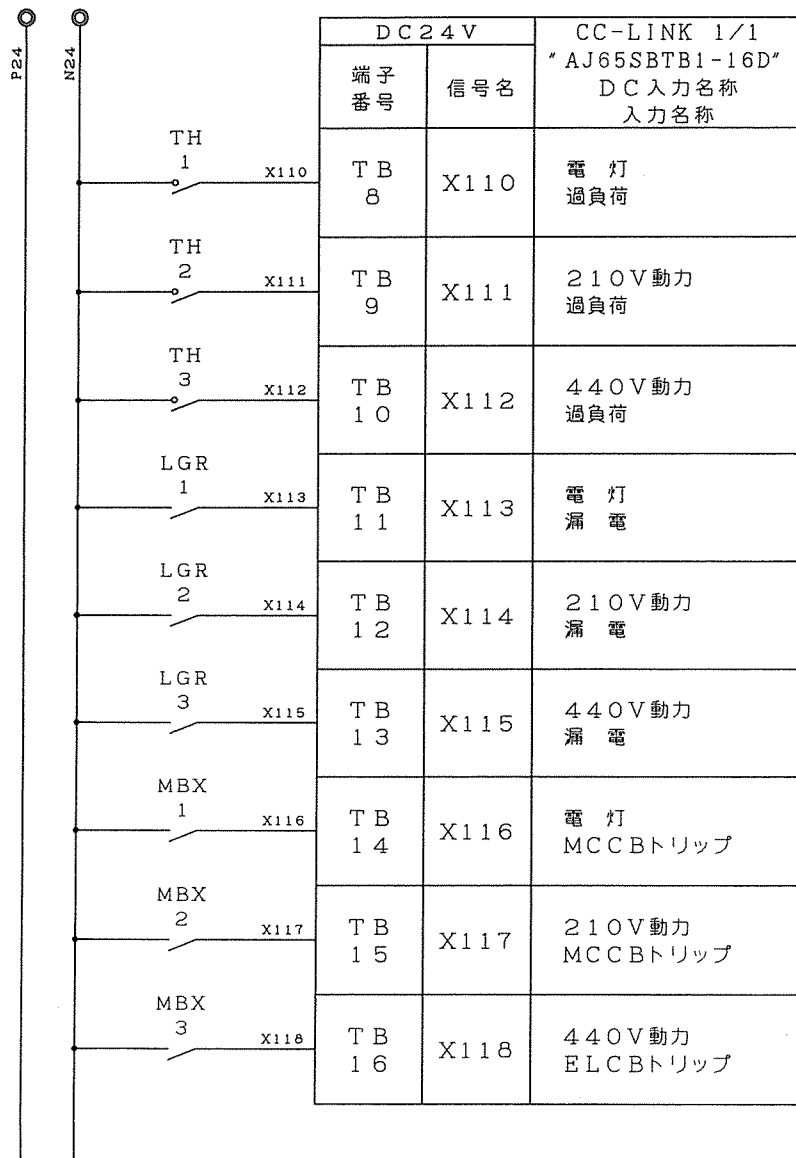 P24
N24
DC24V
端子
番号
信号名
CC-LINK 1/1
"AJ65SBTB1-16D"
DC入力名称
入力名称
TH
1
X110
TB
8
X110
電 灯
過負荷
TH
2
X111
TB
9
X111
210V動力
過負荷
TH
3
X112
TB
10
X112
440V動力
過負荷
LGR
1
X113
TB
11
X113
電 灯
漏 電
LGR
2
X114
TB
12
X114
210V動力
漏 電
LGR
3
X115
TB
13
X115
440V動力
漏 電
MBX
1
X116
TB
14
X116
電 灯
MCCBトリップ
MBX
2
X117
TB
15
X117
210V動力
MCCBトリップ
MBX
3
X118
TB
16
X118
440V動力
ELCBトリップ